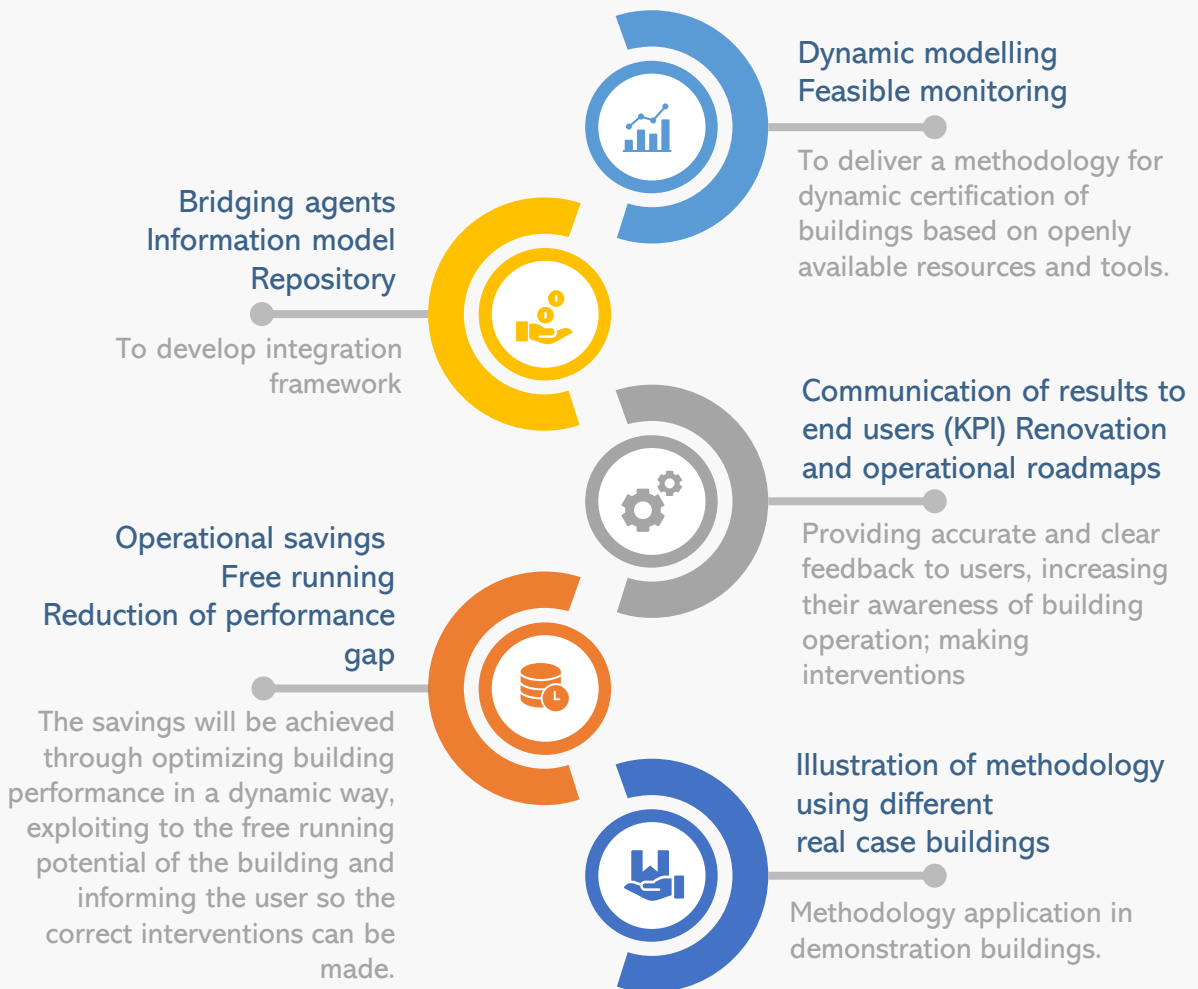 Dynamic modelling
Feasible monitoring
To deliver a methodology for
dynamic certification of
buildings based on openly
available resources and tools.
Bridging agents
Information model
Repository
To develop integration
framework
Communication of results to
end users (KPI) Renovation
and operational roadmaps
Providing accurate and clear
feedback to users, increasing
their awareness of building
operation; making
interventions
Operational savings
Free running
Reduction of performance
gap
The savings will be achieved
through optimizing building
performance in a dynamic way,
exploiting to the free running
potential of the building and
informing the user so the
correct interventions can be
made.
Illustration of methodology
using different
real case buildings
Methodology application in
demonstration buildings.